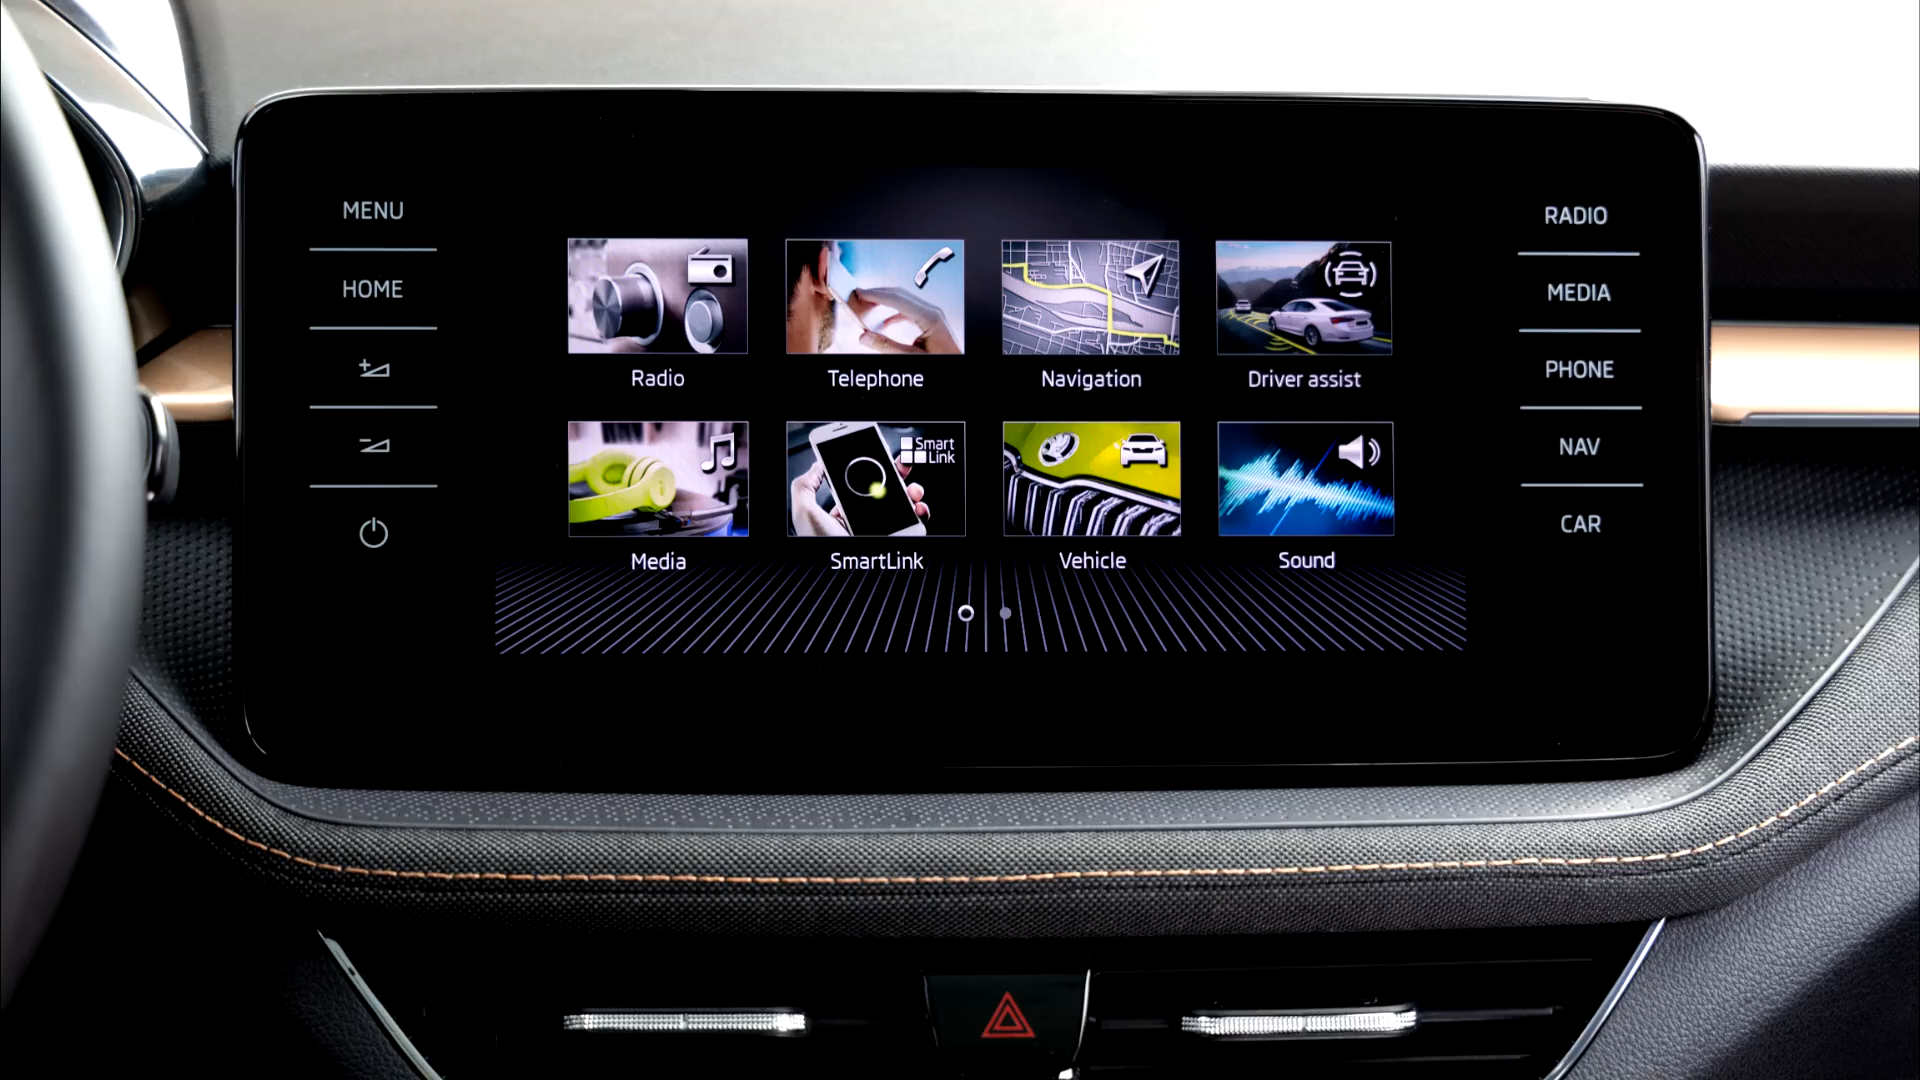 MENU
HOME
Radio
Telephone
Navigation
Driver assist
Smart
Link
Media
SmartLink
Vehicle
Sound
RADIO
MEDIA
PHONE
NAV
CAR